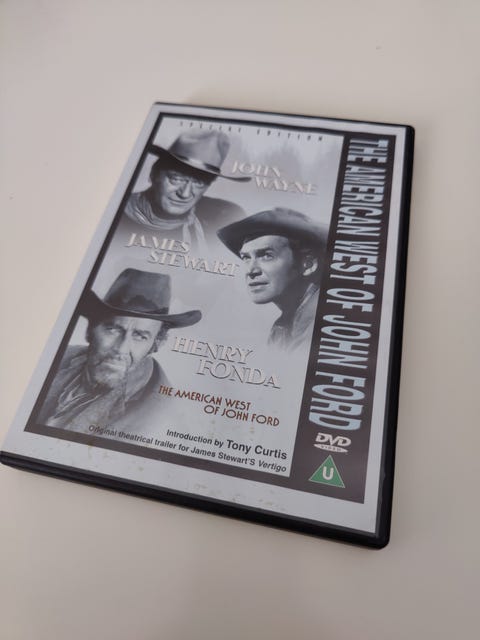 SPECIAL EDITION
JOHN
WAYNE
JAMES
STEWART
HENRY
FONDA
THE AMERICAN WEST
OF JOHN FORD
Introduction by Tony Curtis
Original theatrical trailer for James Stewart'S Vertigo
THE AMERICAN WEST OF JOHN FORD
DVD
VIDEO
U